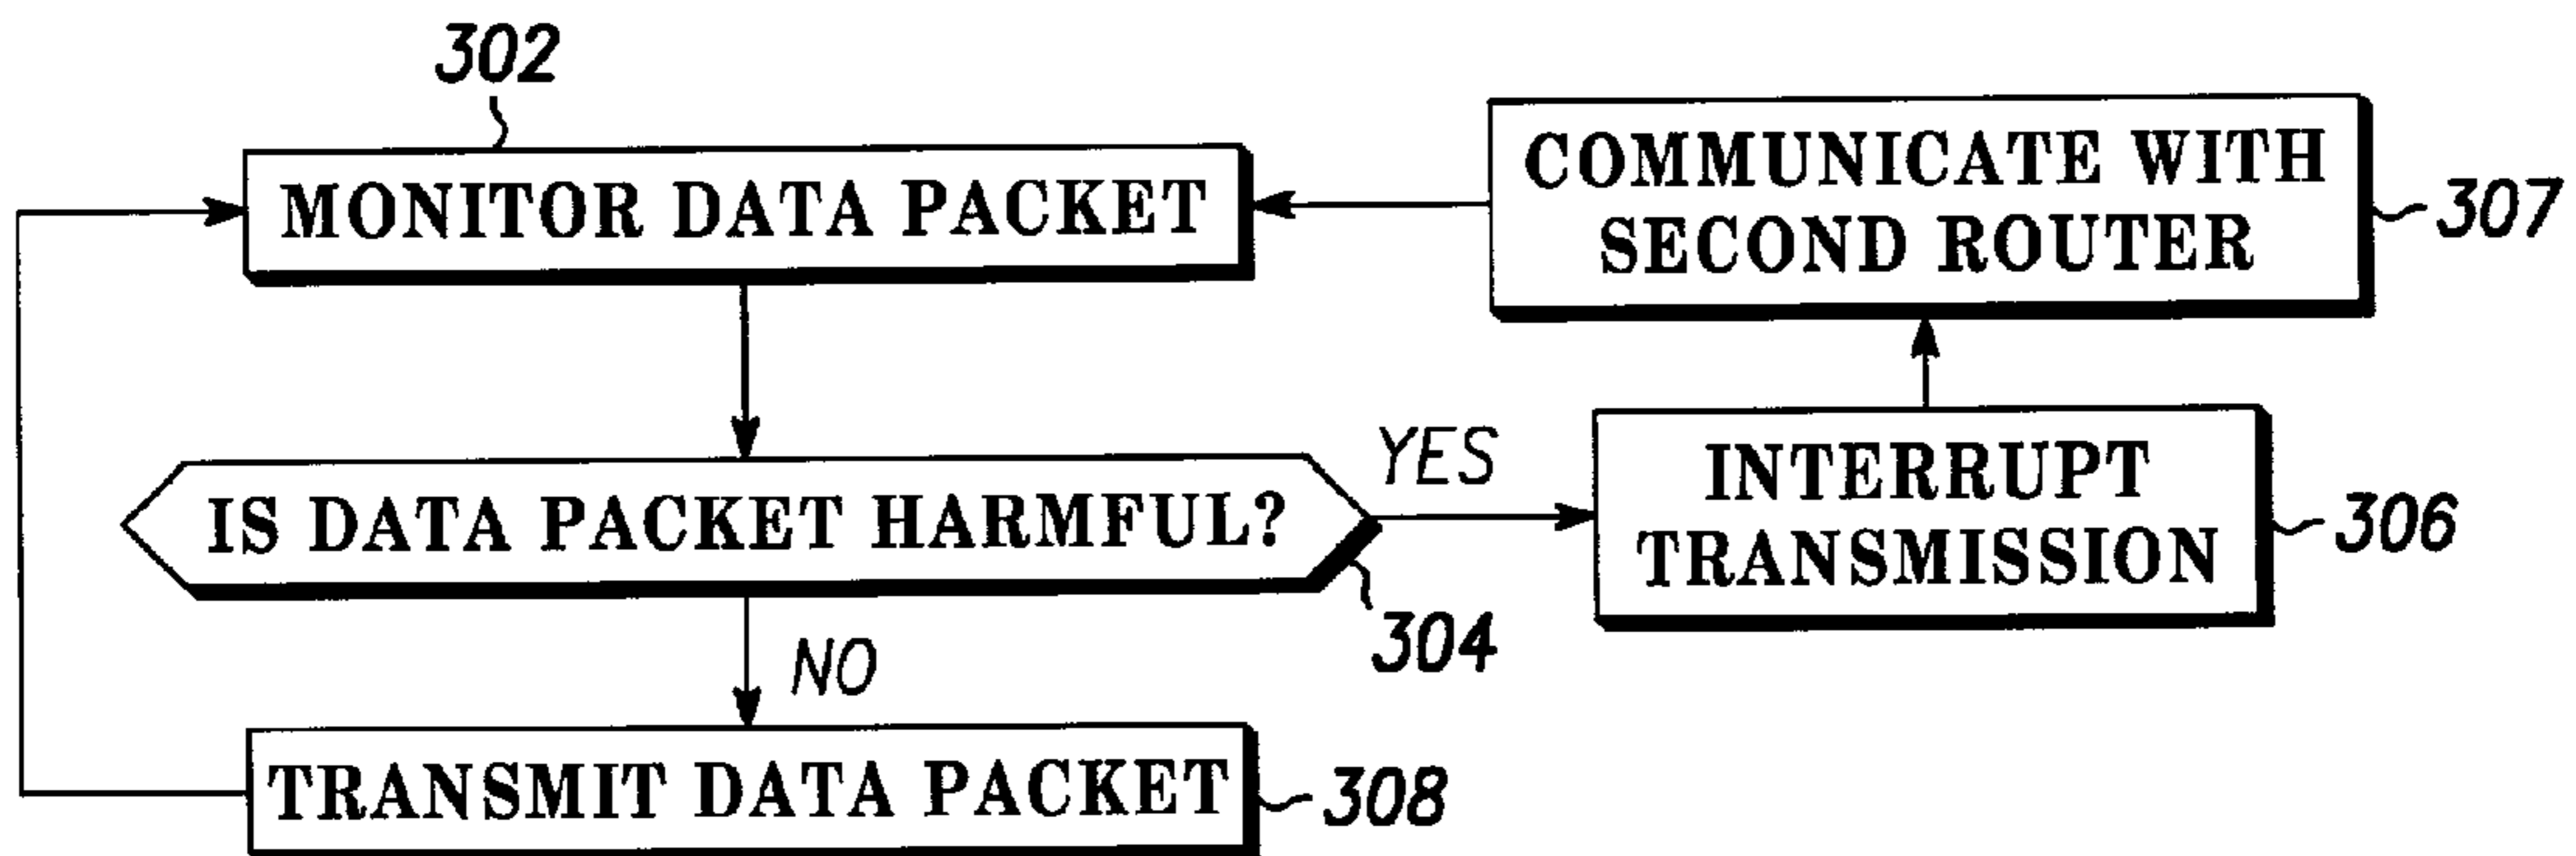 302
MONITOR DATA PACKET
COMMUNICATE WITH
SECOND ROUTER
307
IS DATA PACKET HARMFUL?
304
YES
INTERRUPT
TRANSMISSION
306
NO
TRANSMIT DATA PACKET
308